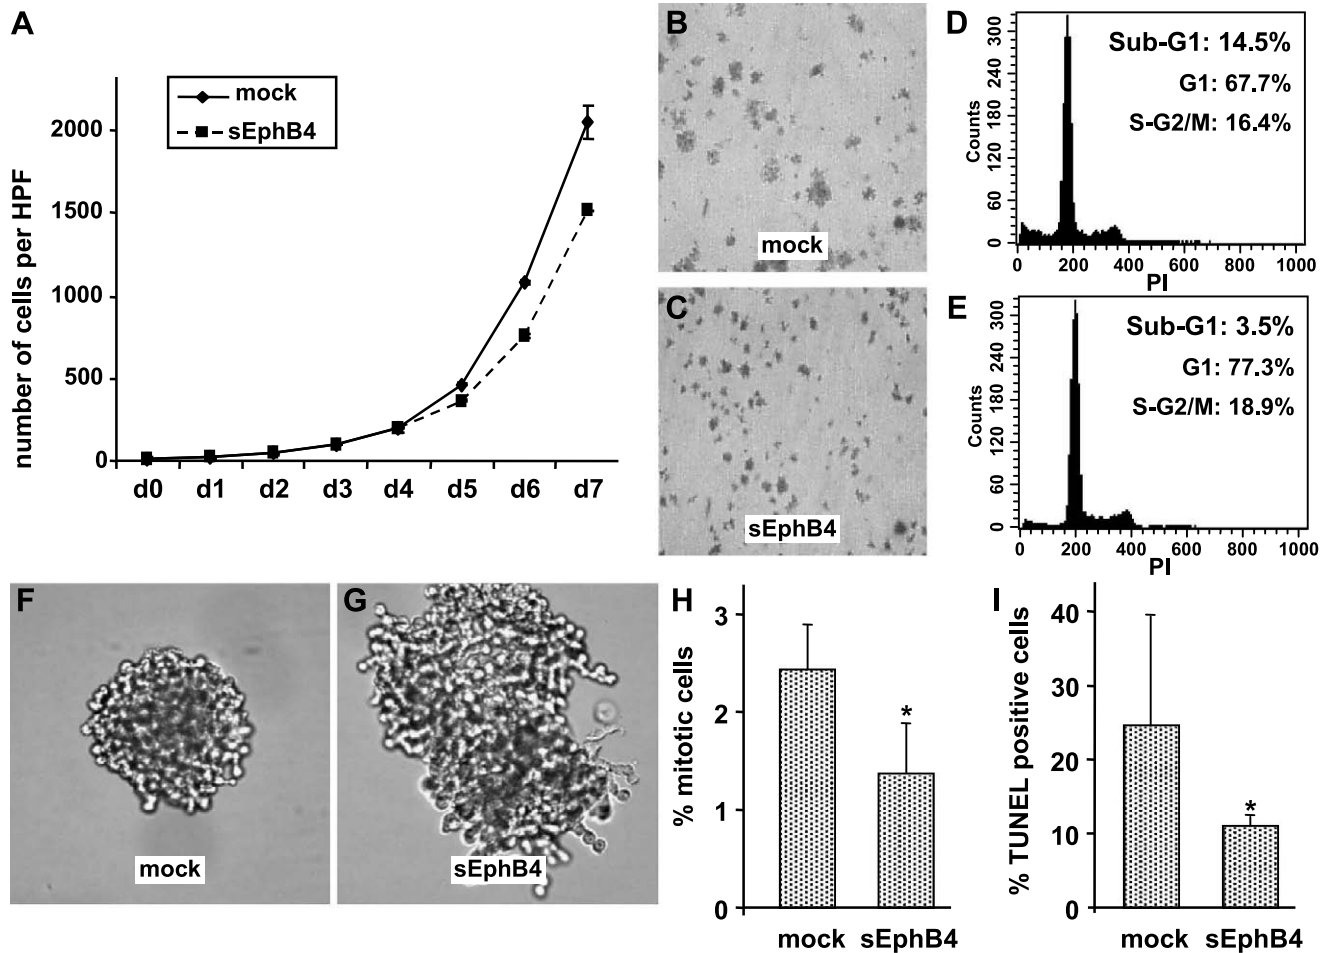 A
mock
sEphB4
number of cells per HPF
2000
1500
1000
500
0
d0 d1 d2 d3 d4 d5 d6 d7
B
mock
C
sEphB4
D
Sub-G1: 14.5%
G1: 67.7%
S-G2/M: 16.4%
Counts
300
240
180
120
60
0
0 200 400 600 800 1000
PI
E
Sub-G1: 3.5%
G1: 77.3%
S-G2/M: 18.9%
Counts
300
240
180
120
60
0
0 200 400 600 800 1000
PI
F
mock
G
sEphB4
H
% mitotic cells
3
2
1
0
*
mock sEphB4
I
% TUNEL positive cells
40
30
20
10
0
*
mock sEphB4